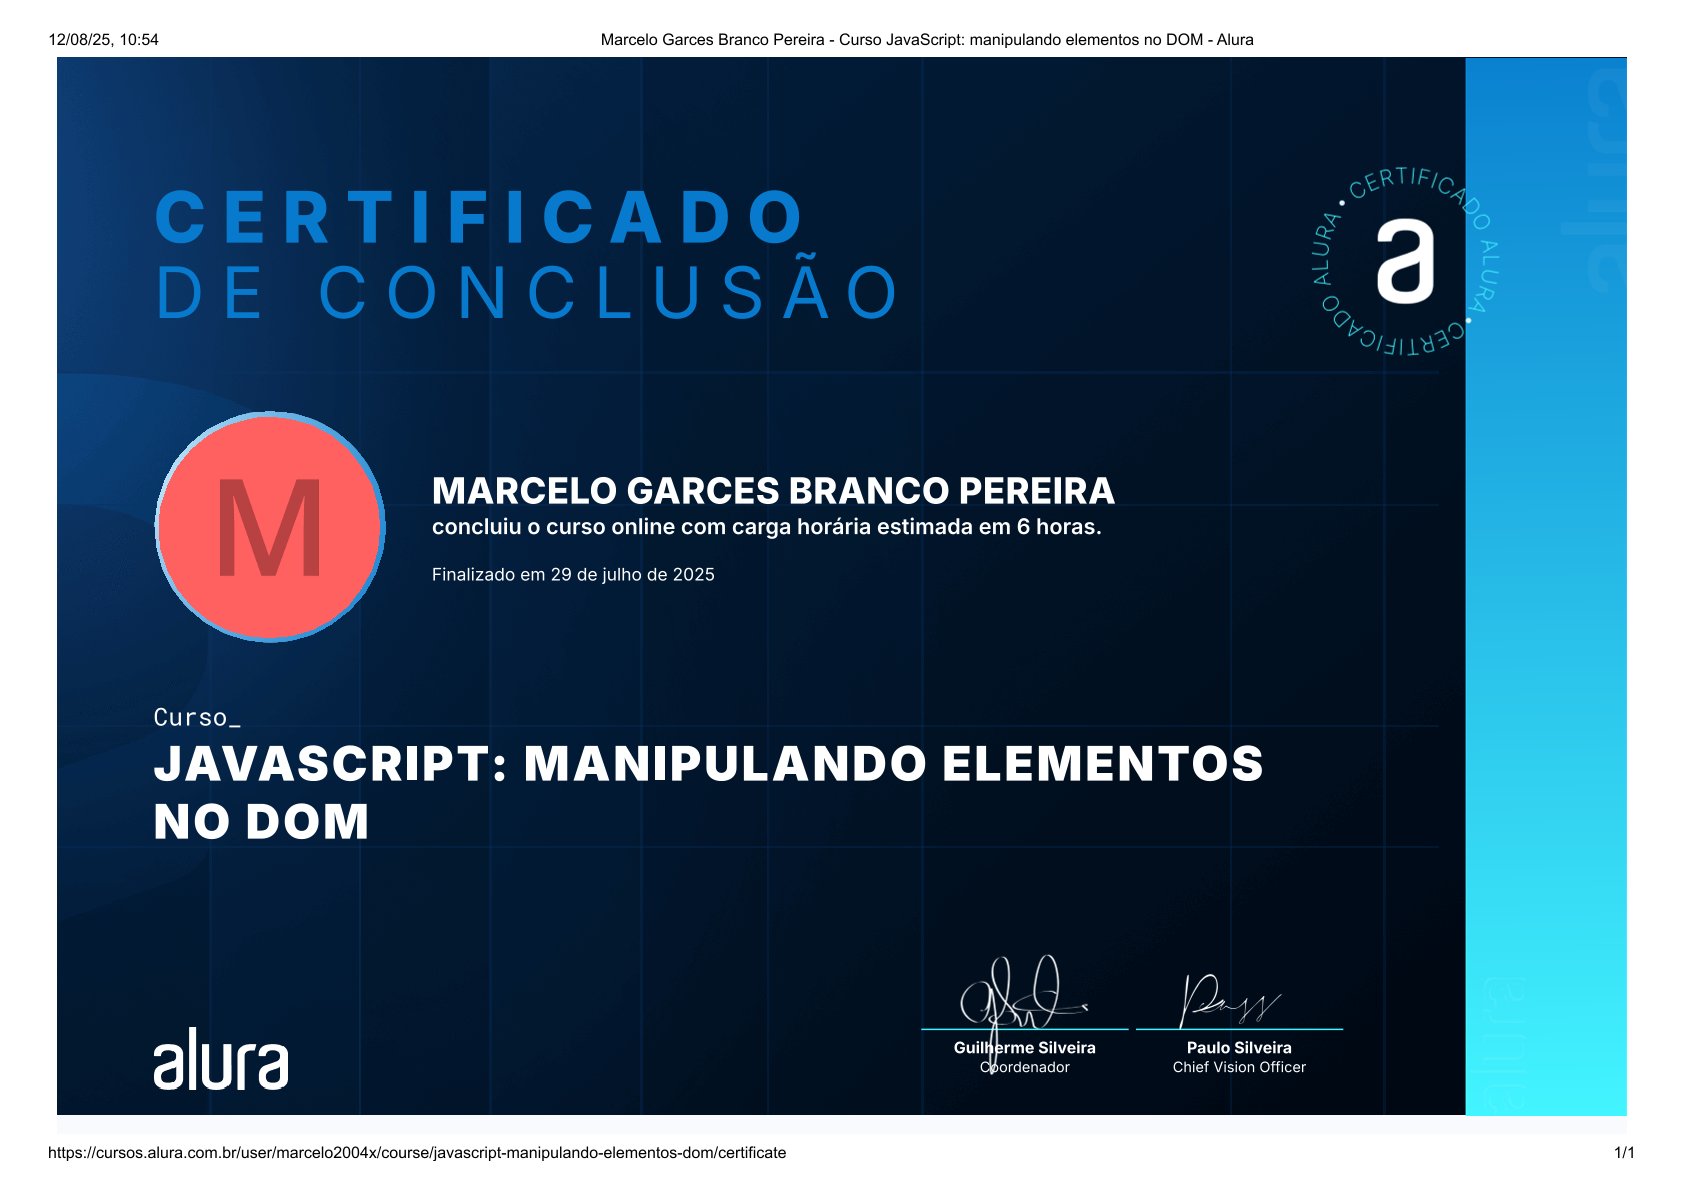 12/08/25, 10:54
Marcelo Garces Branco Pereira - Curso JavaScript: manipulando elementos no DOM - Alura
alura
CERTIFICADO
DE CONCLUSÃO
CERTIFICADO ALURA • CERTIFICADO ALURA •
a
M
MARCELO GARCES BRANCO PEREIRA
concluiu o curso online com carga horária estimada em 6 horas.
Finalizado em 29 de julho de 2025
Curso_
JAVASCRIPT: MANIPULANDO ELEMENTOS
NO DOM
alura
Guilherme Silveira
Coordenador
Paulo Silveira
Chief Vision Officer
alura
https://cursos.alura.com.br/user/marcelo2004x/course/javascript-manipulando-elementos-dom/certificate
1/1